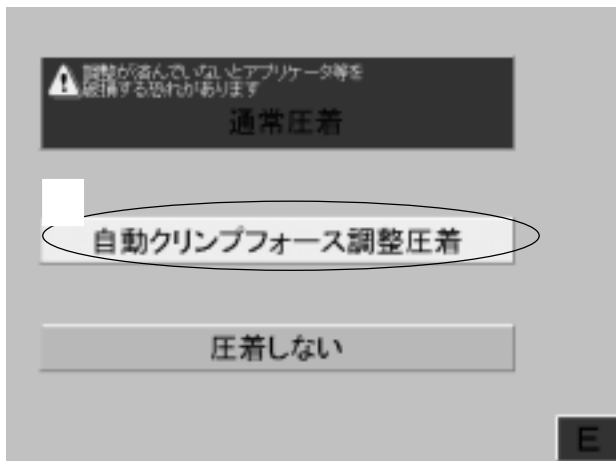 調整が済んでいないとアプリケータ等を
破損する恐れがあります
通常圧着
自動クリンプフォース調整圧着
圧着しない
E